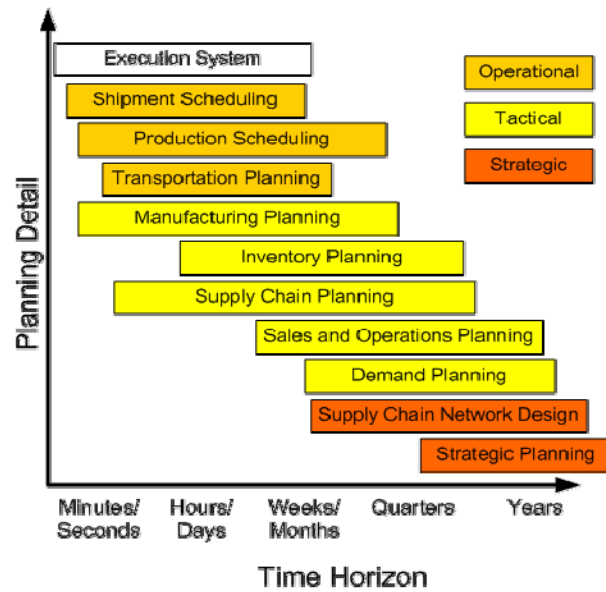 Execution System
Operational
Shipment Scheduling
Tactical
Production Scheduling
Strategic
Transportation Planning
Manufacturing Planning
Inventory Planning
Supply Chain Planning
Sales and Operations Planning
Demand Planning
Supply Chain Network Design
Strategic Planning
Planning Detail
Minutes/ Hours/ Weeks/ Quarters Years
Seconds Days Months
Time Horizon